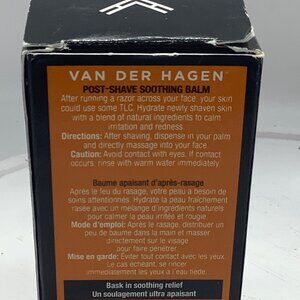 VAN DER HAGEN
POST-SHAVE SOOTHING BALM
After running a razor across your face, your skin
could use some TLC. Hydrate newly shaven skin
with a blend of natural ingredients to calm
irritation and redness
Directions: After shaving, dispense in your palm
and directly massage into your face
Caution: Avoid contact with eyes. If contact
occurs, rinse with warm water immediately
Baume apaisant d'après-rasage
Après le feu du rasage, votre peau a besoin de
soins attentionnés. Hydrate la peau fraîchement
rasée avec un mélange d'ingrédients naturels
pour calmer la peau irritée et rougie
Mode d'emploi: Après le rasage, distribuer un
peu de baume dans la main et masser
directement sur le visage
pour faire pénétrer
Mise en garde: Éviter tout contact avec les yeux.
Le cas échéant, se rincer
immédiatement les yeux à l'eau tiède.
Bask in soothing relief
Un soulagement ultra apaisant